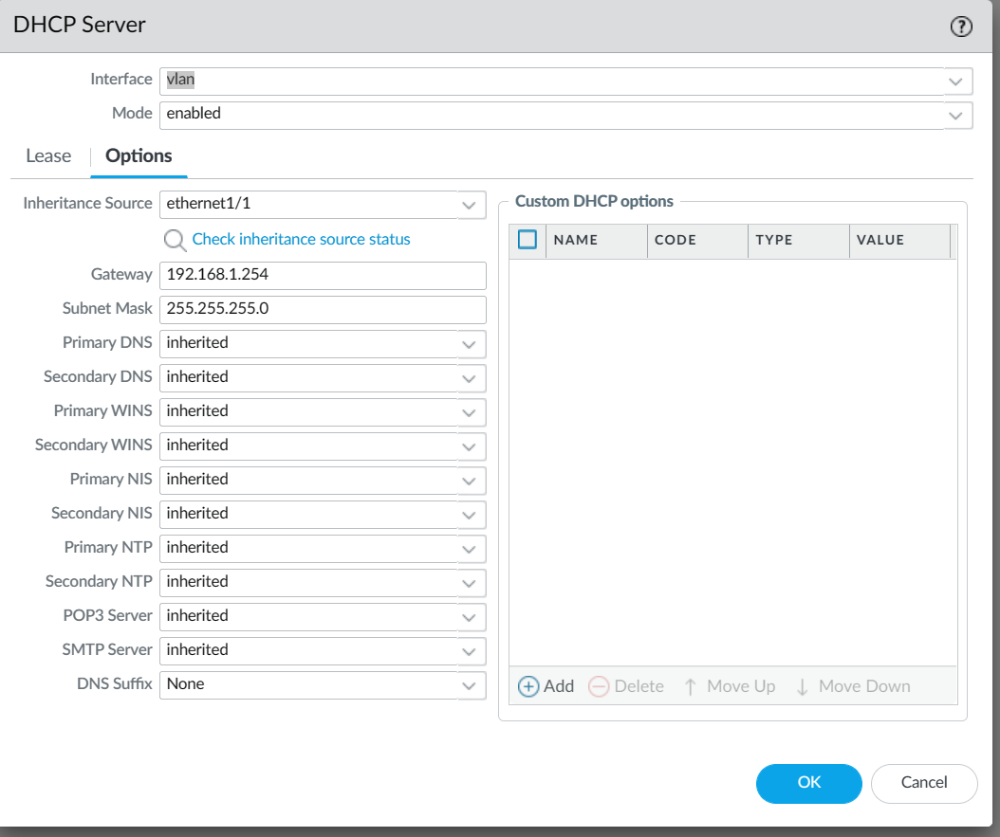 DHCP Server
?
Interface vlan
Mode enabled
Lease Options
Inheritance Source ethernet1/1
Check inheritance source status
Gateway 192.168.1.254
Subnet Mask 255.255.255.0
Primary DNS inherited
Secondary DNS inherited
Primary WINS inherited
Secondary WINS inherited
Primary NIS inherited
Secondary NIS inherited
Primary NTP inherited
Secondary NTP inherited
POP3 Server inherited
SMTP Server inherited
DNS Suffix None
Custom DHCP options
NAME CODE TYPE VALUE
Add Delete Move Up Move Down
OK Cancel